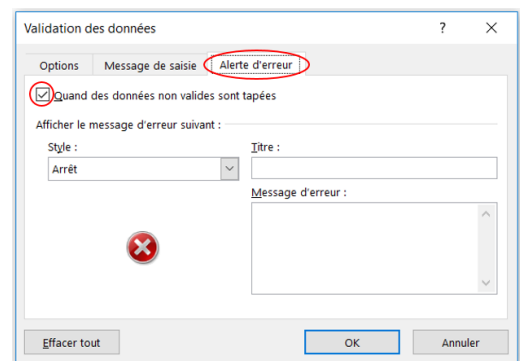 Validation des données ? ×
Options Message de saisie Alerte d'erreur
Quand des données non valides sont tapées
Afficher le message d'erreur suivant :
Style : Titre :
Arrêt
Message d'erreur :
Effacer tout OK Annuler